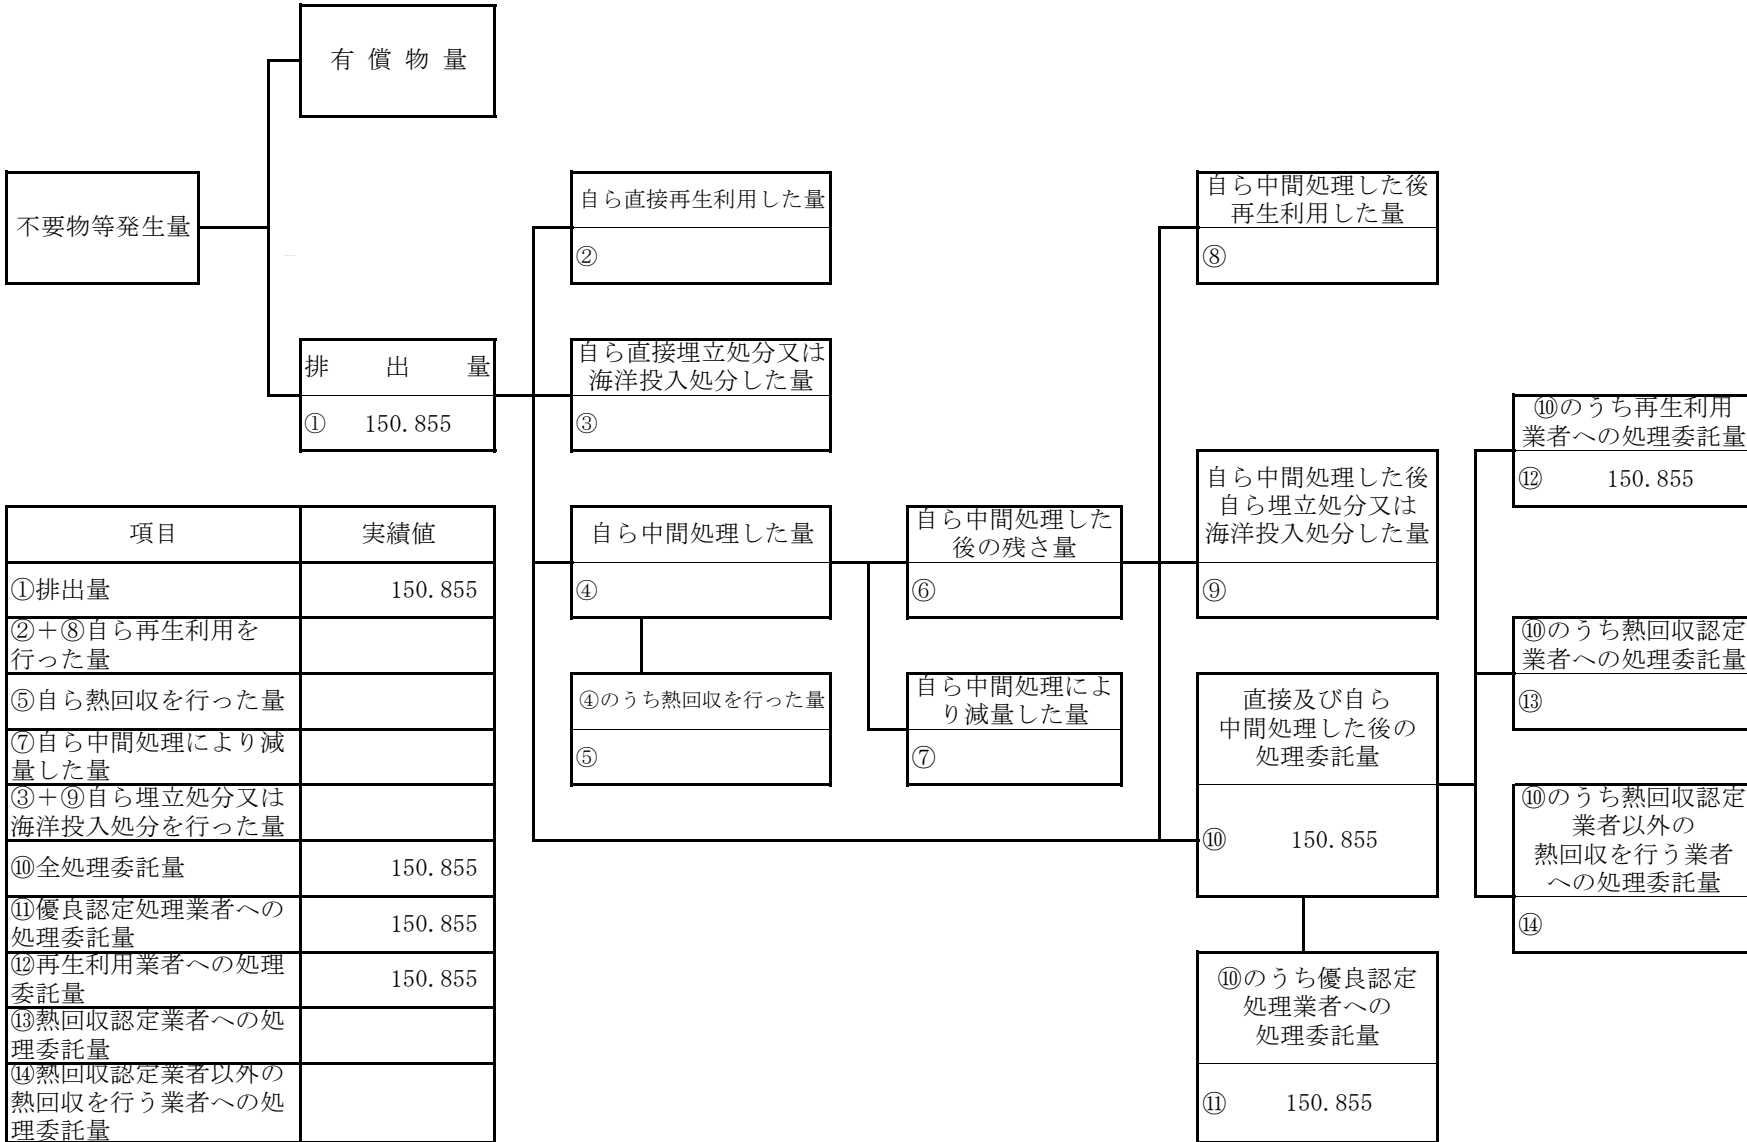 有償物量
不要物等発生量
排出量
① 150.855
自ら直接再生利用した量
②
自ら直接埋立処分又は
海洋投入処分した量
③
自ら中間処理した量
④
④のうち熱回収を行った量
⑤
自ら中間処理した
後の残さ量
⑥
自ら中間処理によ
り減量した量
⑦
自ら中間処理した後
再生利用した量
⑧
自ら中間処理した後
自ら埋立処分又は
海洋投入処分した量
⑨
直接及び自ら
中間処理した後の
処理委託量
⑩ 150.855
⑩のうち優良認定
処理業者への
処理委託量
⑪ 150.855
⑩のうち再生利用
業者への処理委託量
⑫ 150.855
⑩のうち熱回収認定
業者への処理委託量
⑬
⑩のうち熱回収認定
業者以外の
熱回収を行う業者
への処理委託量
⑭
項目 実績値
①排出量 150.855
②＋⑧自ら再生利用を
行った量
⑤自ら熱回収を行った量
⑦自ら中間処理により減
量した量
③＋⑨自ら埋立処分又は
海洋投入処分を行った量
⑩全処理委託量 150.855
⑪優良認定処理業者への
処理委託量 150.855
⑫再生利用業者への処理
委託量 150.855
⑬熱回収認定業者への処
理委託量
⑭熱回収認定業者以外の
熱回収を行う業者への処
理委託量